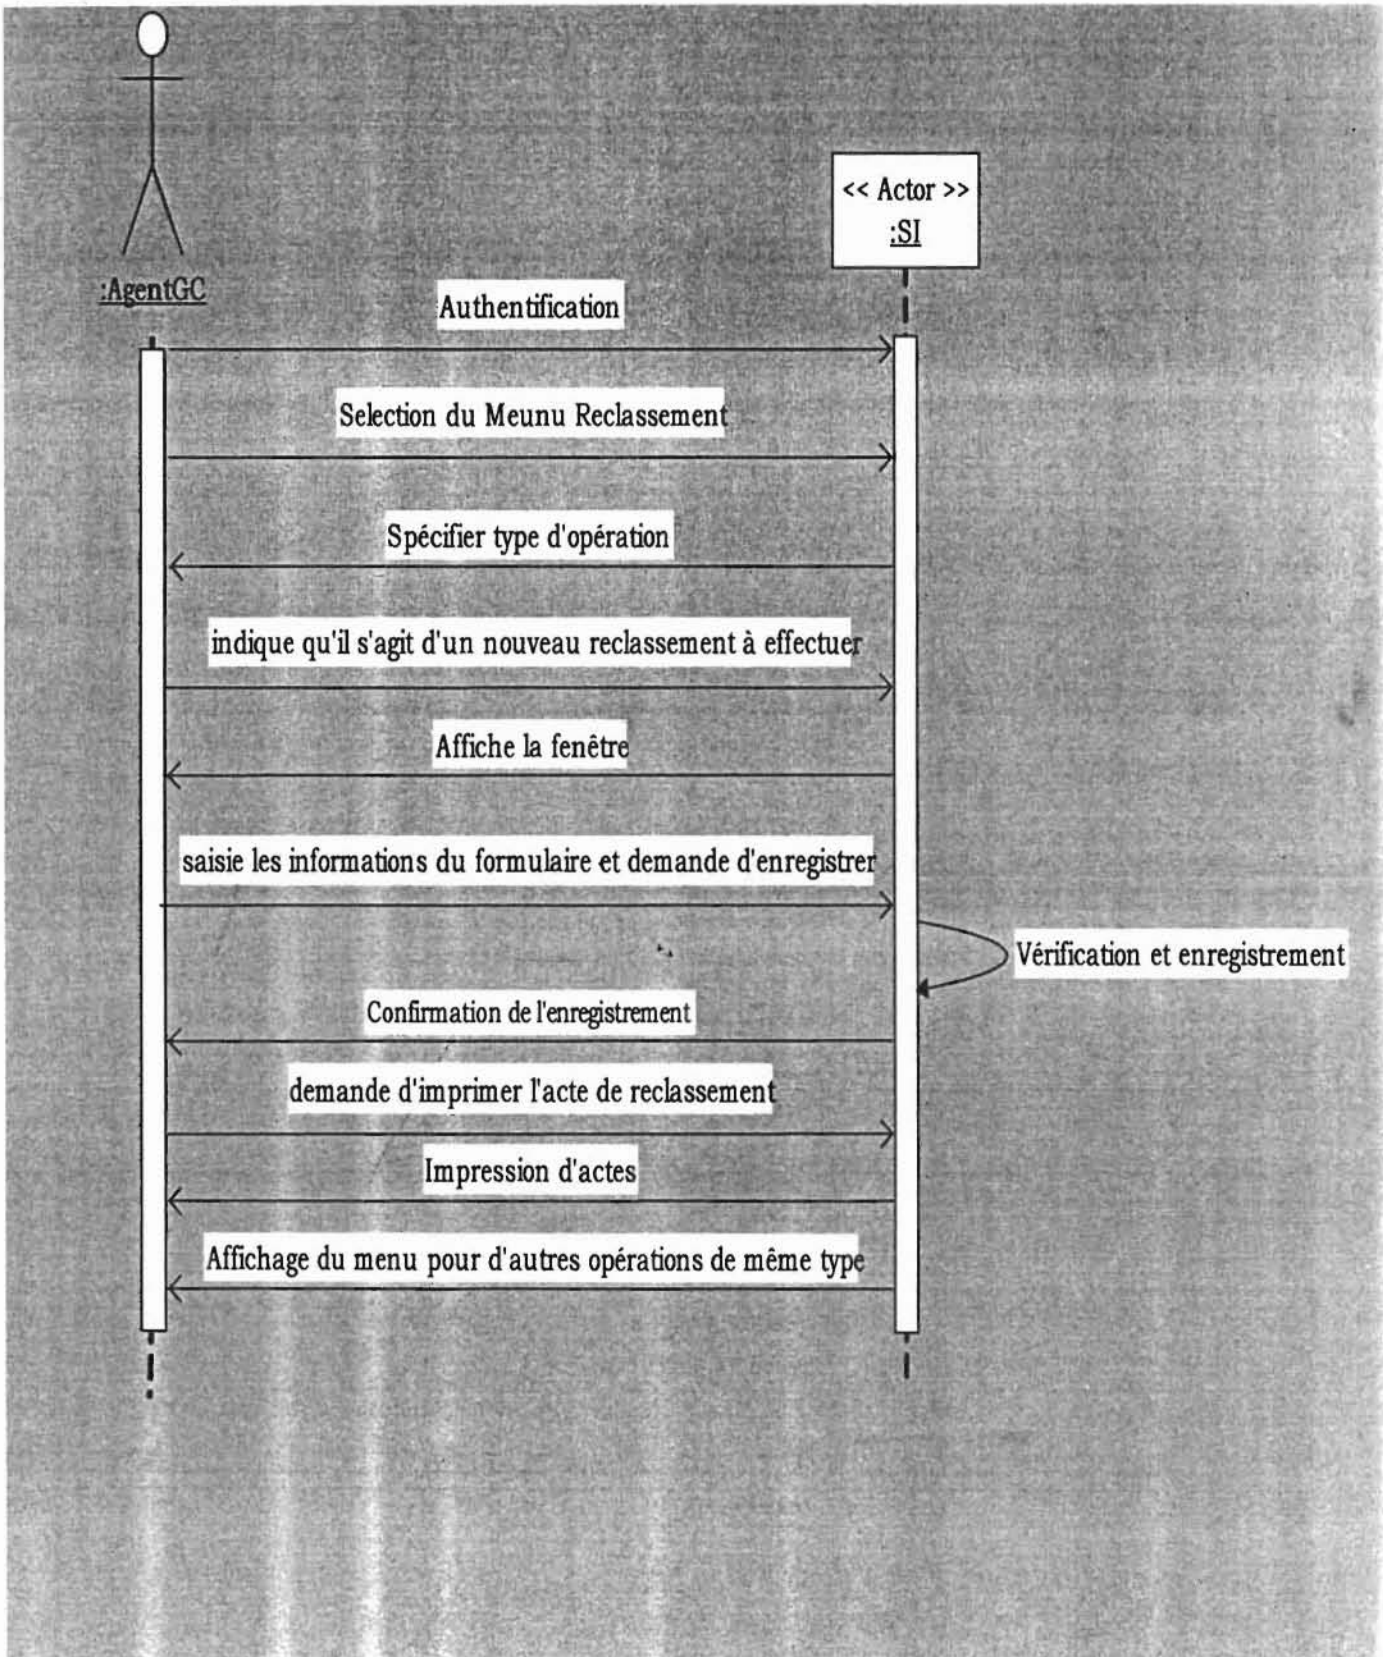 << Actor >>
:SI
:AgentGC
Authentification
Selection du Meunu Reclassement
Spécifier type d'opération
indique qu'il s'agit d'un nouveau reclassement à effectuer
Affiche la fenêtre
saisie les informations du formulaire et demande d'enregistrer
Vérification et enregistrement
Confirmation de l'enregistrement
demande d'imprimer l'acte de reclassement
Impression d'actes
Affichage du menu pour d'autres opérations de même type